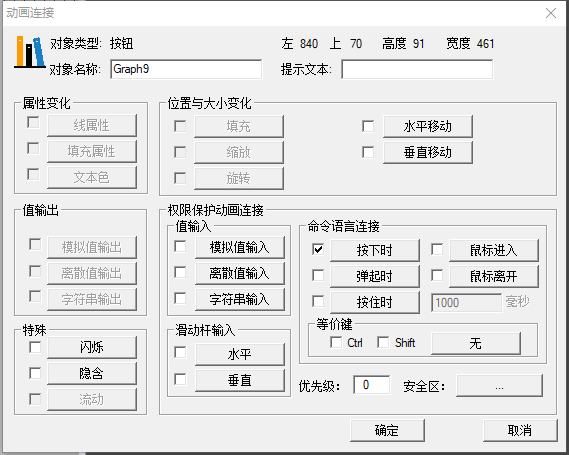 动画连接
对象类型: 按钮 左 840 上 70 高度 91 宽度 461
对象名称: Graph9 提示文本:
属性变化
线属性
填充属性
文本色
位置与大小变化
填充 水平移动
缩放 垂直移动
旋转
值输出
模拟值输出
离散值输出
字符串输出
权限保护动画连接
值输入
模拟值输入
离散值输入
字符串输入
命令语言连接
按下时 鼠标进入
弹起时 鼠标离开
按住时 1000 毫秒
等价键
Ctrl Shift 无
特殊
闪烁
隐含
流动
滑动杆输入
水平
垂直
优先级: 0 安全区: ...
确定 取消